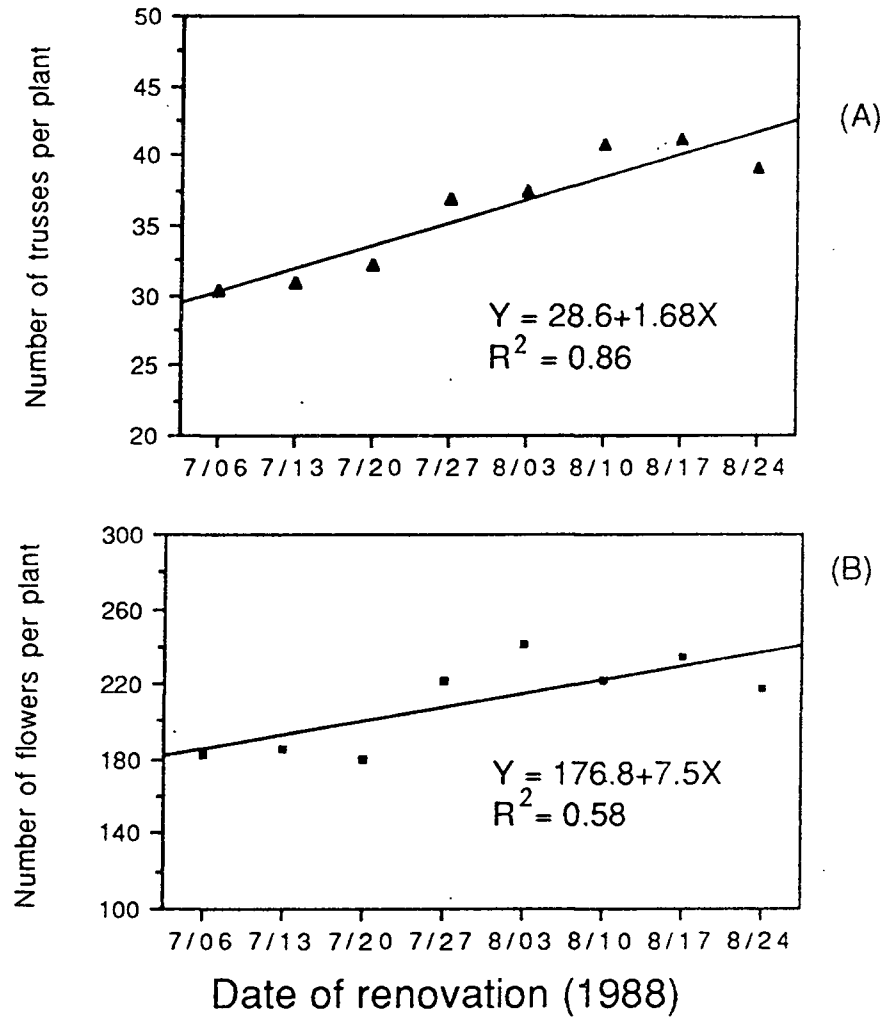 Number of trusses per plant
50
45
40
35
30
25
20
(A)
Y = 28.6+1.68X
R² = 0.86
7/06 7/13 7/20 7/27 8/03 8/10 8/17 8/24
Number of flowers per plant
300
260
220
180
140
100
(B)
Y = 176.8+7.5X
R² = 0.58
7/06 7/13 7/20 7/27 8/03 8/10 8/17 8/24
Date of renovation (1988)